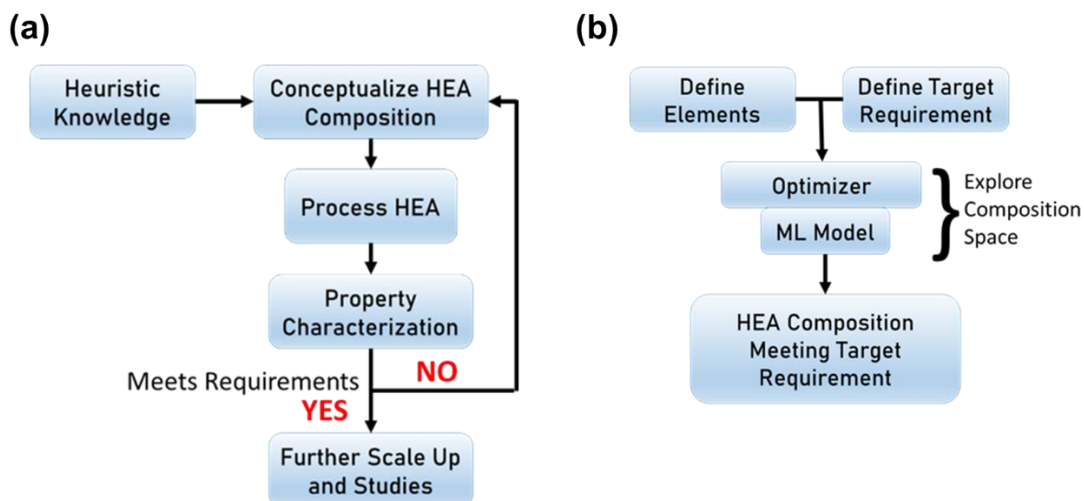 (a)
Heuristic
Knowledge
Conceptualize HEA
Composition
Process HEA
Property
Characterization
Meets Requirements
NO
YES
Further Scale Up
and Studies
(b)
Define
Elements
Define Target
Requirement
Optimizer
ML Model
Explore
Composition
Space
HEA Composition
Meeting Target
Requirement